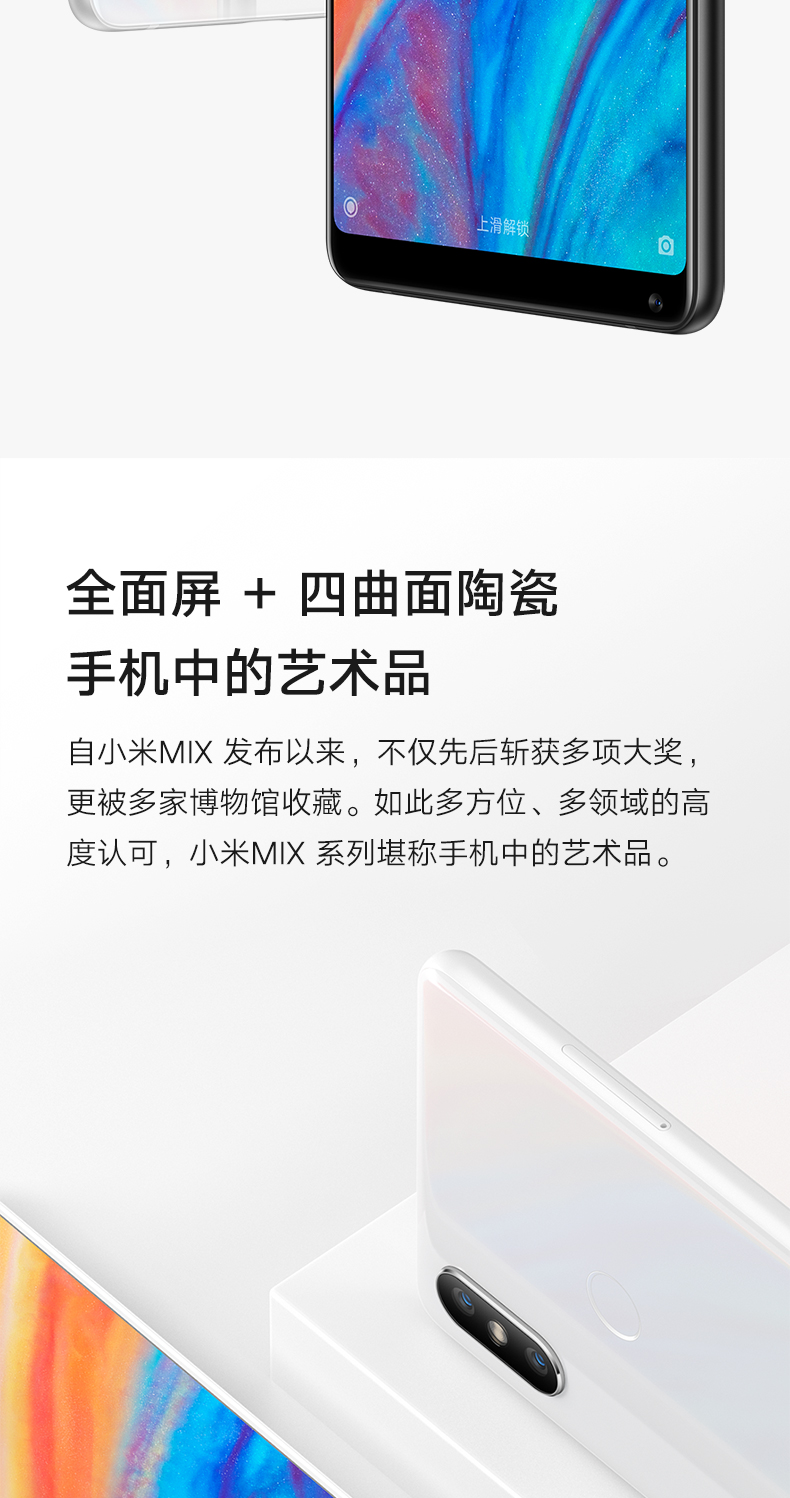 上滑解锁
全面屏 + 四曲面陶瓷
手机中的艺术品
自小米MIX 发布以来，不仅先后斩获多项大奖，
更被多家博物馆收藏。如此多方位、多领域的高
度认可，小米MIX 系列堪称手机中的艺术品。